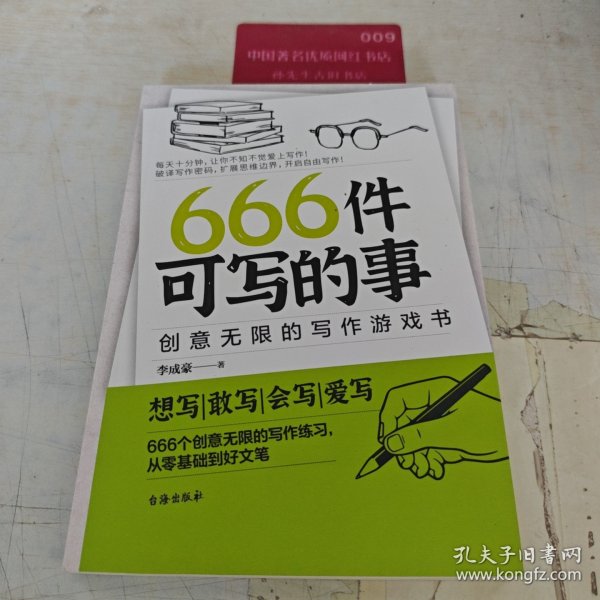 009
中国著名优质网红书店
孙先生古旧书店
每天十分钟，让你不知不觉爱上写作！
破译写作密码，扩展思维边界，开启自由写作！
666件
可写的事
创意无限的写作游戏书
李成豪——著
想写|敢写|会写|爱写
666个创意无限的写作练习，
从零基础到好文笔
台海出版社
孔夫子旧书网
www.kongfz.com